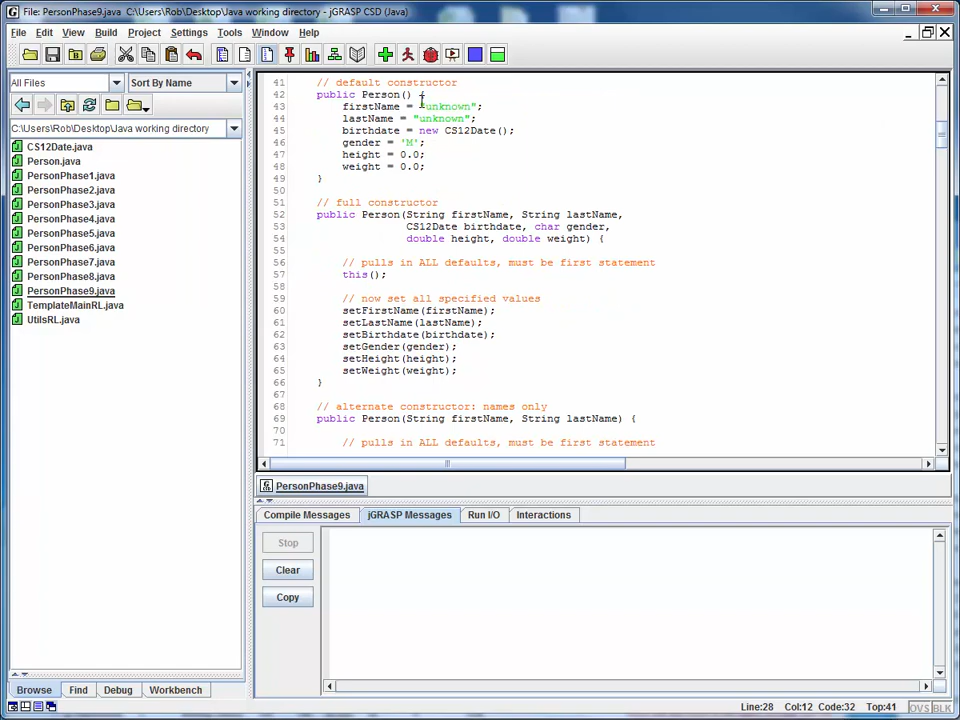 File: PersonPhase9.java C:\Users\Rob\Desktop\Java working directory - jGRASP CSD (Java)
File Edit View Build Project Settings Tools Window Help
All Files Sort By Name
C:\Users\Rob\Desktop\Java working directory
CS12Date.java
Person.java
PersonPhase1.java
PersonPhase2.java
PersonPhase3.java
PersonPhase4.java
PersonPhase5.java
PersonPhase6.java
PersonPhase7.java
PersonPhase8.java
PersonPhase9.java
TemplateMainRL.java
UtilsRL.java
Browse Find Debug Workbench
41 // default constructor
42 public Person() {
43 firstName = "unknown";
44 lastName = "unknown";
45 birthdate = new CS12Date();
46 gender = 'M';
47 height = 0.0;
48 weight = 0.0;
49 }
50
51 // full constructor
52 public Person(String firstName, String lastName,
53 CS12Date birthdate, char gender,
54 double height, double weight) {
55
56 // pulls in ALL defaults, must be first statement
57 this();
58
59 // now set all specified values
60 setFirstName(firstName);
61 setLastName(lastName);
62 setBirthdate(birthdate);
63 setGender(gender);
64 setHeight(height);
65 setWeight(weight);
66 }
67
68 // alternate constructor: names only
69 public Person(String firstName, String lastName) {
70
71 // pulls in ALL defaults, must be first statement
PersonPhase9.java
Compile Messages jGRASP Messages Run I/O Interactions
Stop
Clear
Copy
Line:28 Col:12 Code:32 Top:41 OVS BLK